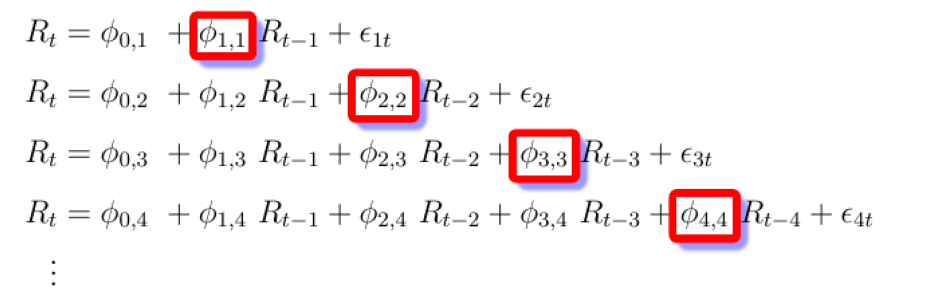 R_t = ϕ_{0,1} + ϕ_{1,1} R_{t−1} + ϵ_{1t}
R_t = ϕ_{0,2} + ϕ_{1,2} R_{t−1} + ϕ_{2,2} R_{t−2} + ϵ_{2t}
R_t = ϕ_{0,3} + ϕ_{1,3} R_{t−1} + ϕ_{2,3} R_{t−2} + ϕ_{3,3} R_{t−3} + ϵ_{3t}
R_t = ϕ_{0,4} + ϕ_{1,4} R_{t−1} + ϕ_{2,4} R_{t−2} + ϕ_{3,4} R_{t−3} + ϕ_{4,4} R_{t−4} + ϵ_{4t}
⋮